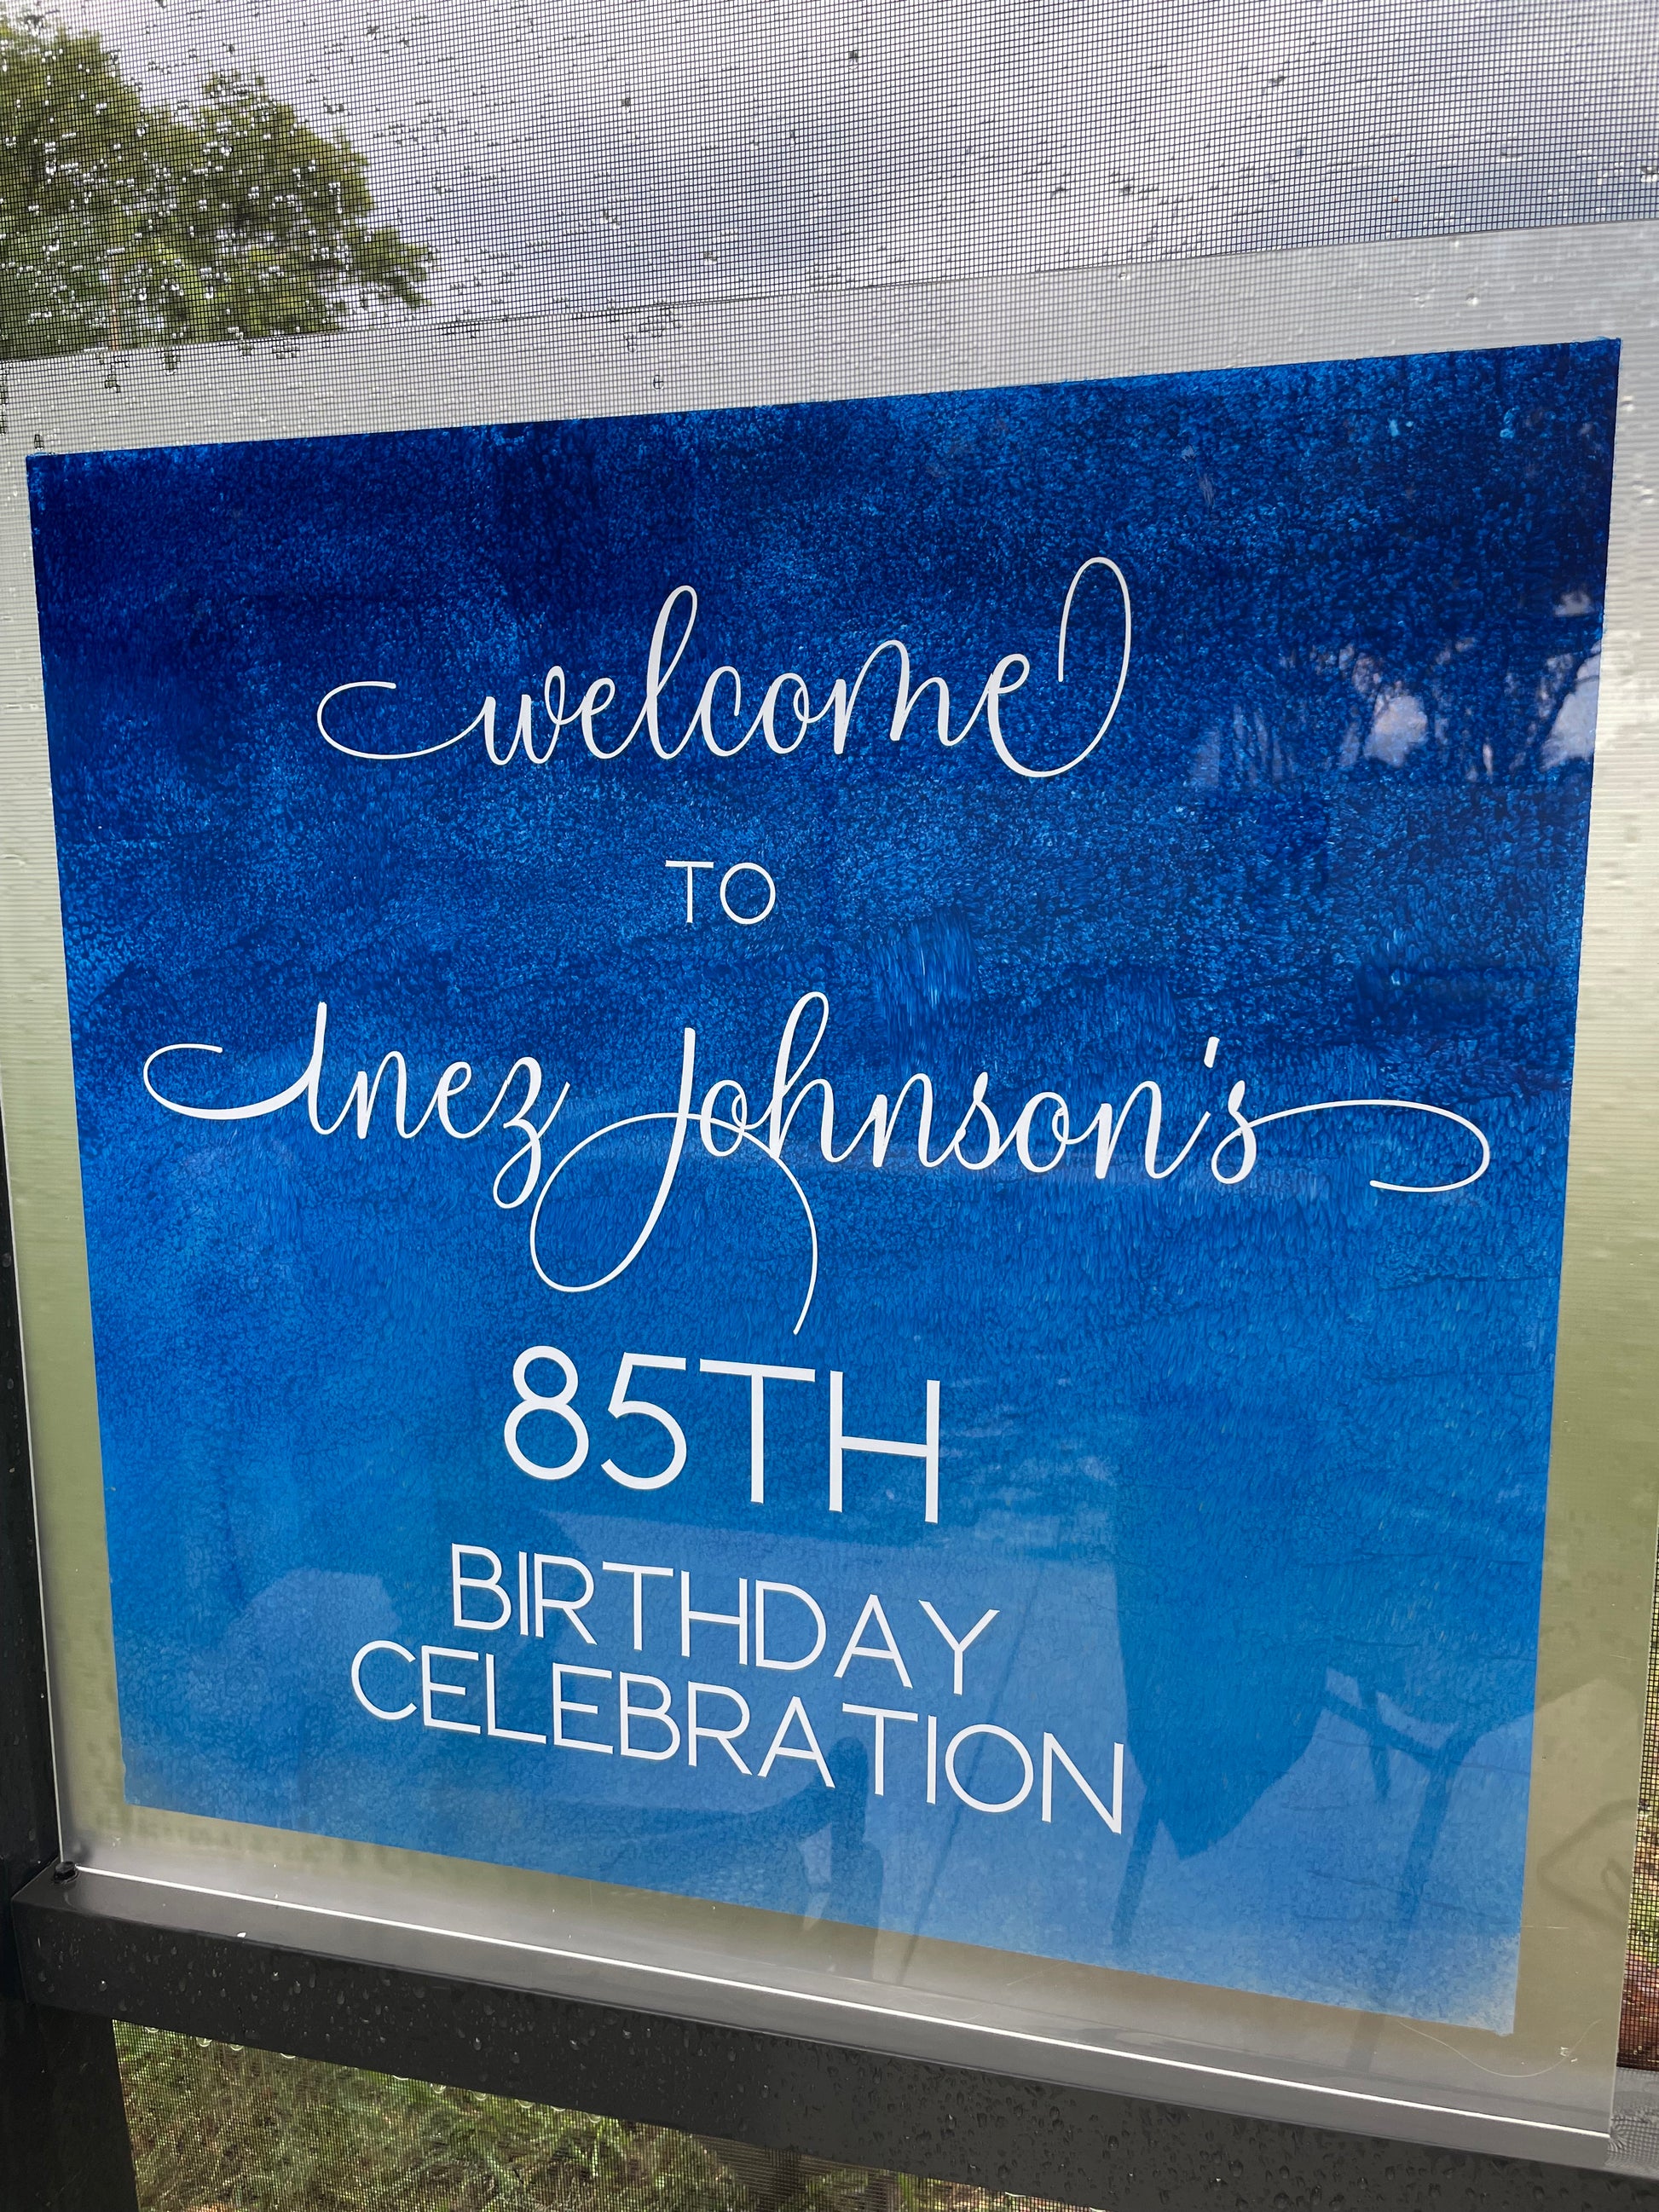 welcome
TO
Inez Johnson's
85TH
BIRTHDAY
CELEBRATION